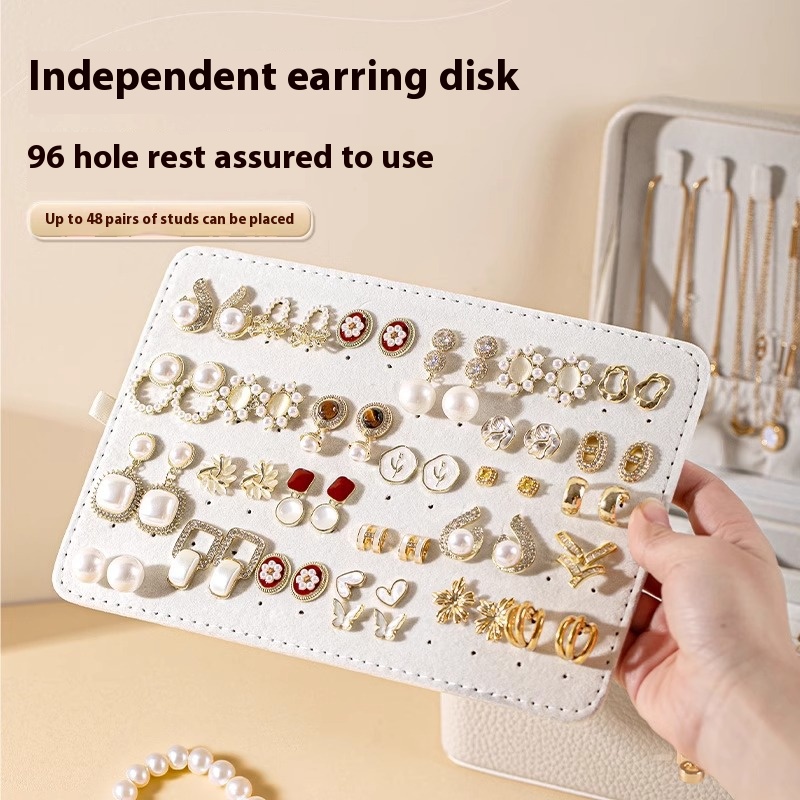 Independent earring disk
96 hole rest assured to use
Up to 48 pairs of studs can be placed